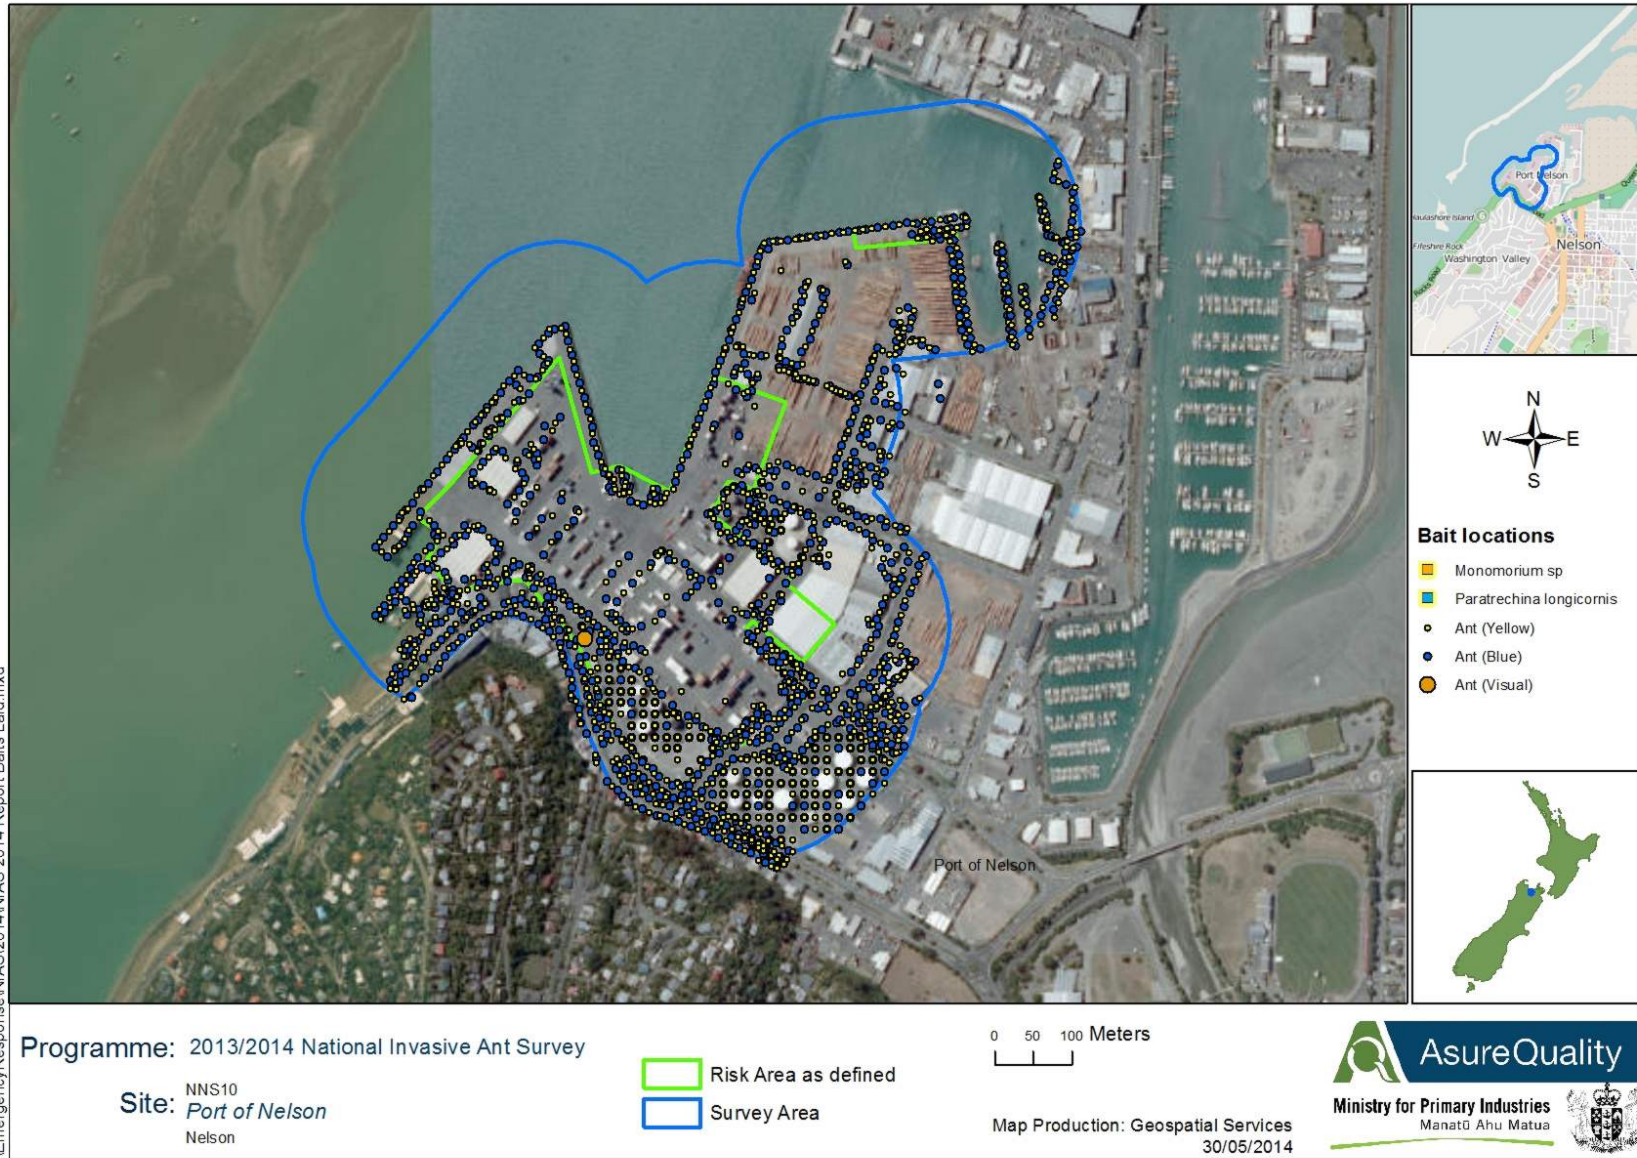 Port of Nelson
Port Nelson
Haulashore Island
Fifeshire Rock
Washington Valley
Nelson
Rocks Road
N
W E
S
Bait locations
Monomorium sp
Paratrechina longicornis
Ant (Yellow)
Ant (Blue)
Ant (Visual)
Programme: 2013/2014 National Invasive Ant Survey
Site: NNS10
Port of Nelson
Nelson
Risk Area as defined
Survey Area
0 50 100 Meters
Map Production: Geospatial Services
30/05/2014
AsureQuality
Ministry for Primary Industries
Manatū Ahu Matua